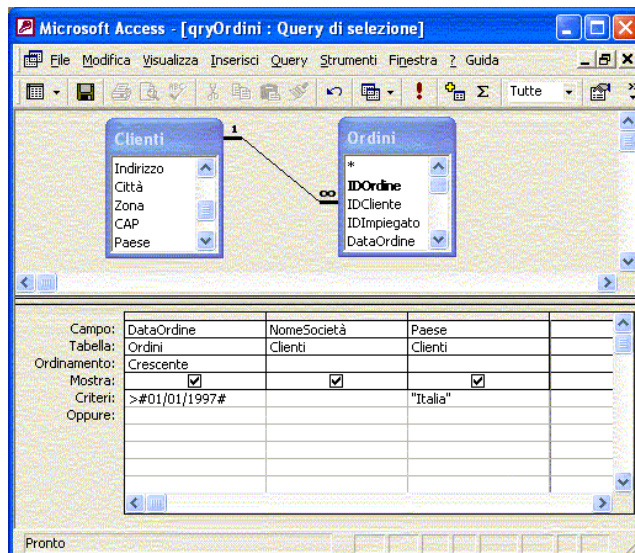 Microsoft Access - [qryOrdini : Query di selezione]
File Modifica Visualizza Inserisci Query Strumenti Finestra ? Guida
Tutte
Clienti
Indirizzo
Città
Zona
CAP
Paese
1
∞
Ordini
*
IDOrdine
IDCliente
IDImpiegato
DataOrdine
Campo: DataOrdine NomeSocietà Paese
Tabella: Ordini Clienti Clienti
Ordinamento: Crescente
Mostra:
Criteri: >#01/01/1997# "Italia"
Oppure:
Pronto